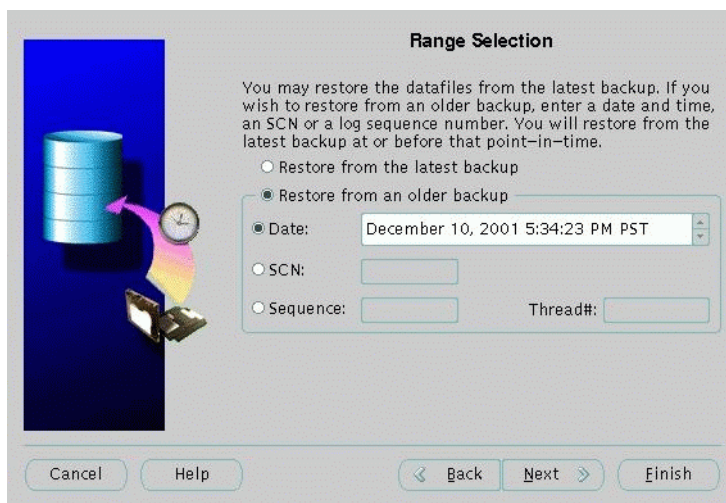 Range Selection
You may restore the datafiles from the latest backup. If you
wish to restore from an older backup, enter a date and time,
an SCN or a log sequence number. You will restore from the
latest backup at or before that point-in-time.
Restore from the latest backup
Restore from an older backup
Date: December 10, 2001 5:34:23 PM PST
SCN:
Sequence: Thread#:
Cancel Help Back Next Finish